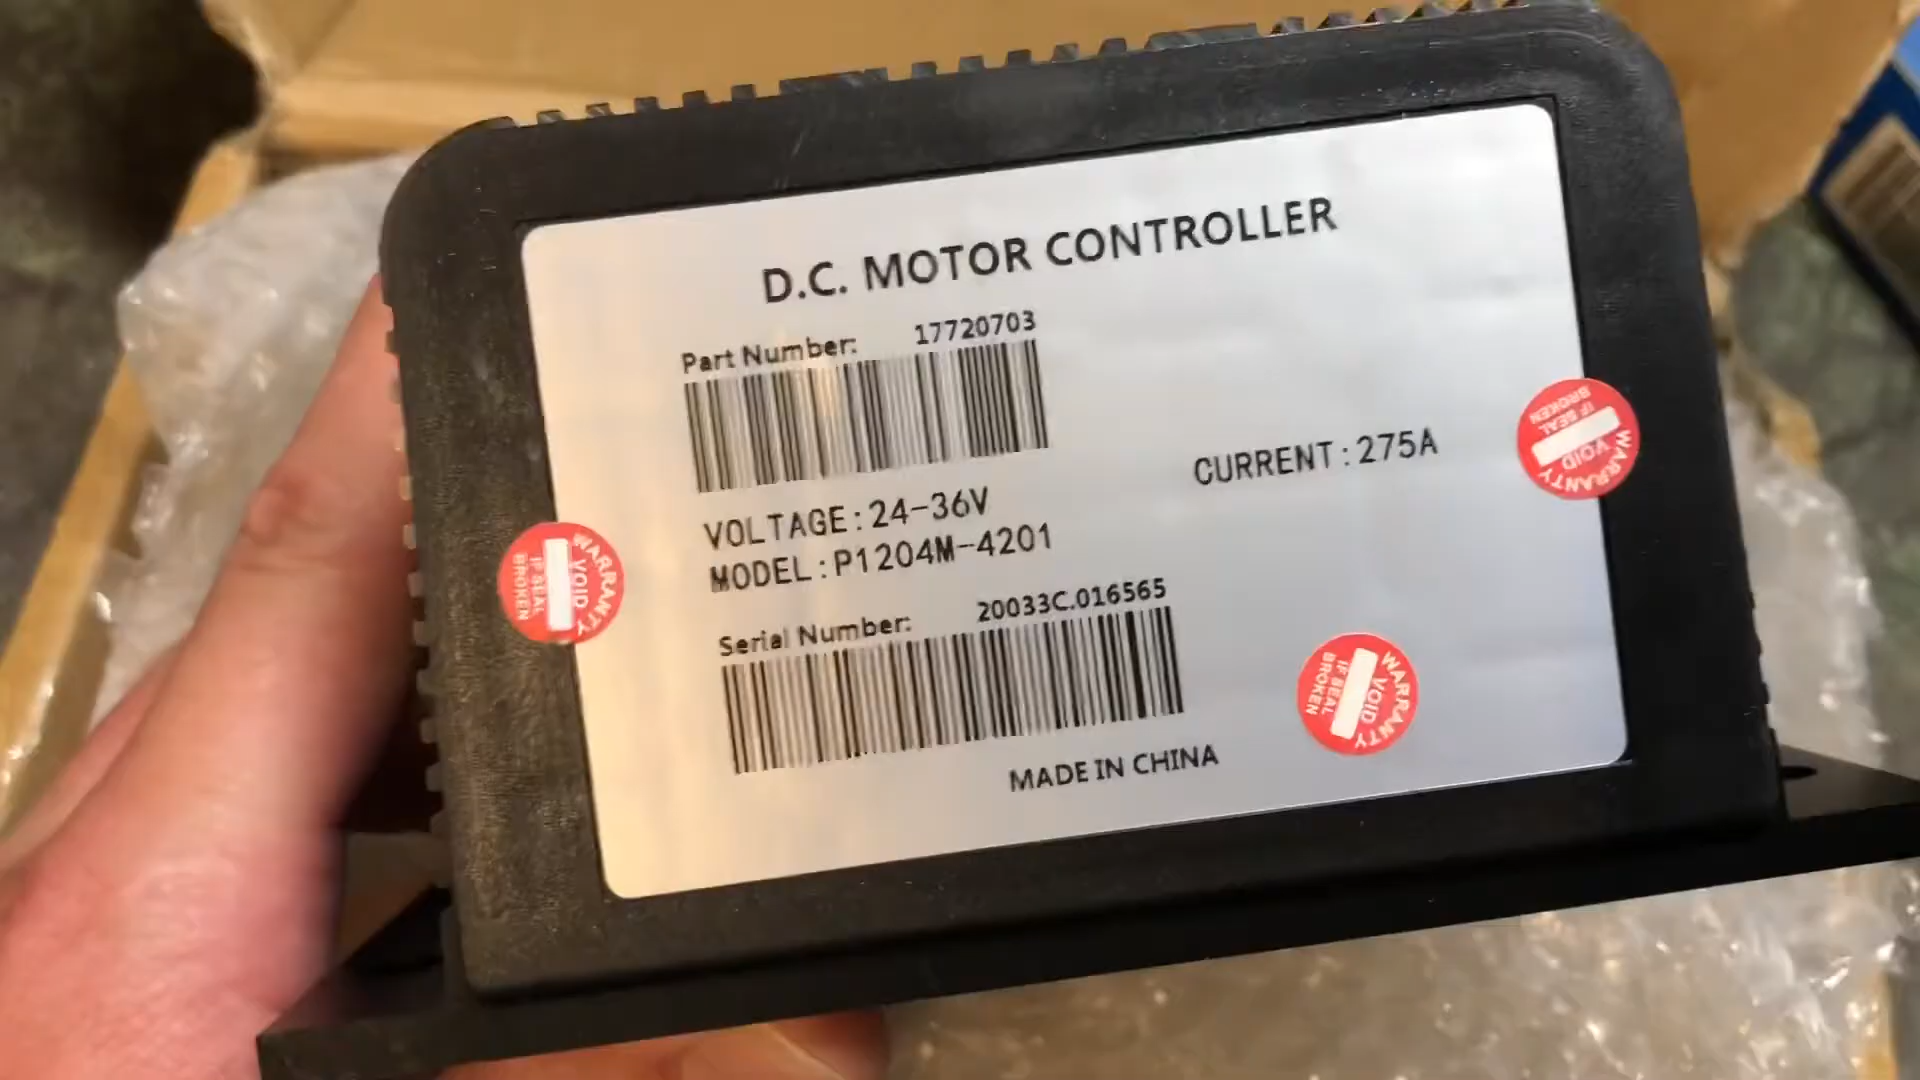 D.C. MOTOR CONTROLLER
Part Number: 17720703
VOLTAGE:24-36V
CURRENT:275A
MODEL:P1204M-4201
Serial Number: 20033C.016565
MADE IN CHINA
WARRANTY
VOID
IF SEAL
BROKEN
WARRANTY
VOID
IF SEAL
BROKEN
WARRANTY
VOID
IF SEAL
BROKEN